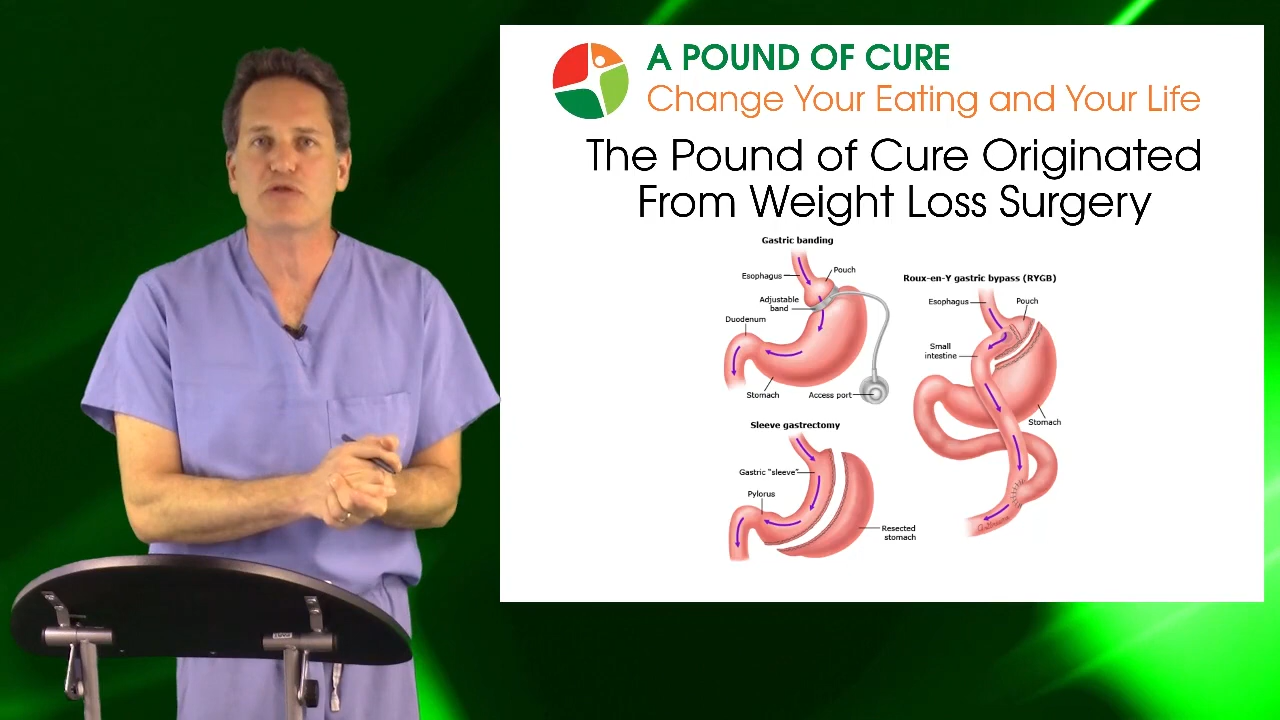 A POUND OF CURE
Change Your Eating and Your Life
The Pound of Cure Originated
From Weight Loss Surgery
Gastric banding
Esophagus
Pouch
Adjustable
band
Duodenum
Stomach
Access port
Roux-en-Y gastric bypass (RYGB)
Esophagus
Pouch
Small
intestine
Stomach
Sleeve gastrectomy
Gastric "sleeve"
Pylorus
Resected
stomach